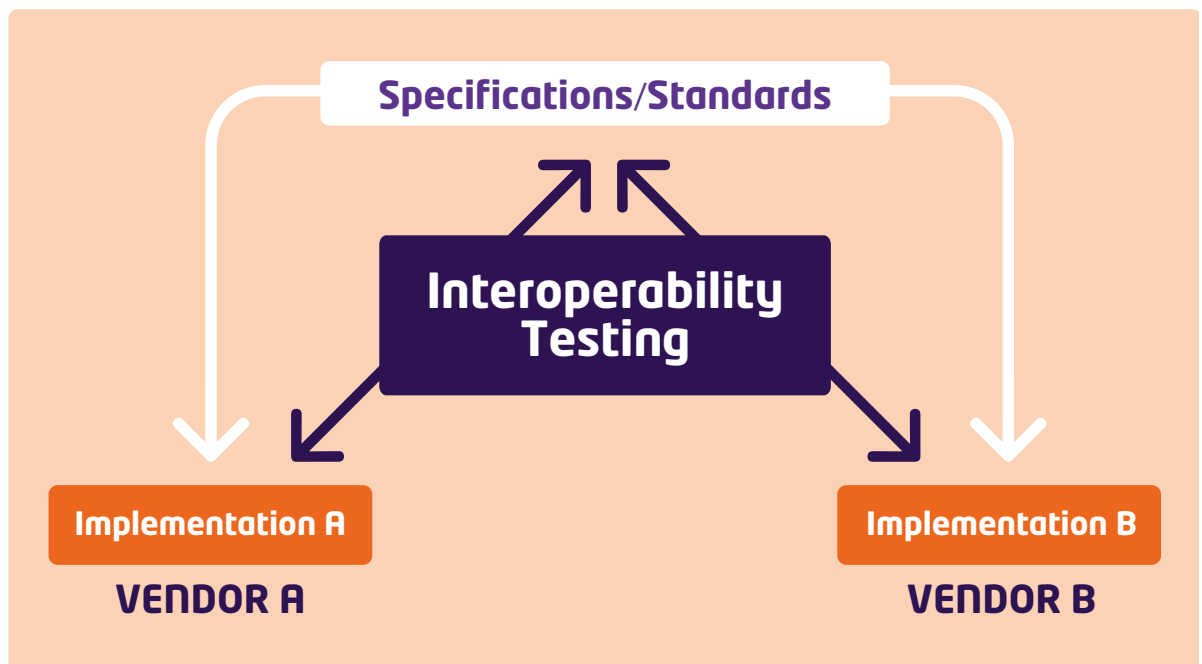 Specifications/Standards
Interoperability
Testing
Implementation A
Implementation B
VENDOR A
VENDOR B